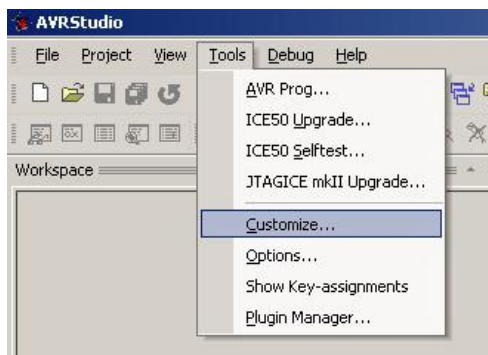 AVRStudio
File Project View Tools Debug Help
AVR Prog...
ICE50 Upgrade...
ICE50 Selftest...
JTAGICE mkII Upgrade...
Workspace
Customize...
Options...
Show Key-assignments
Plugin Manager...